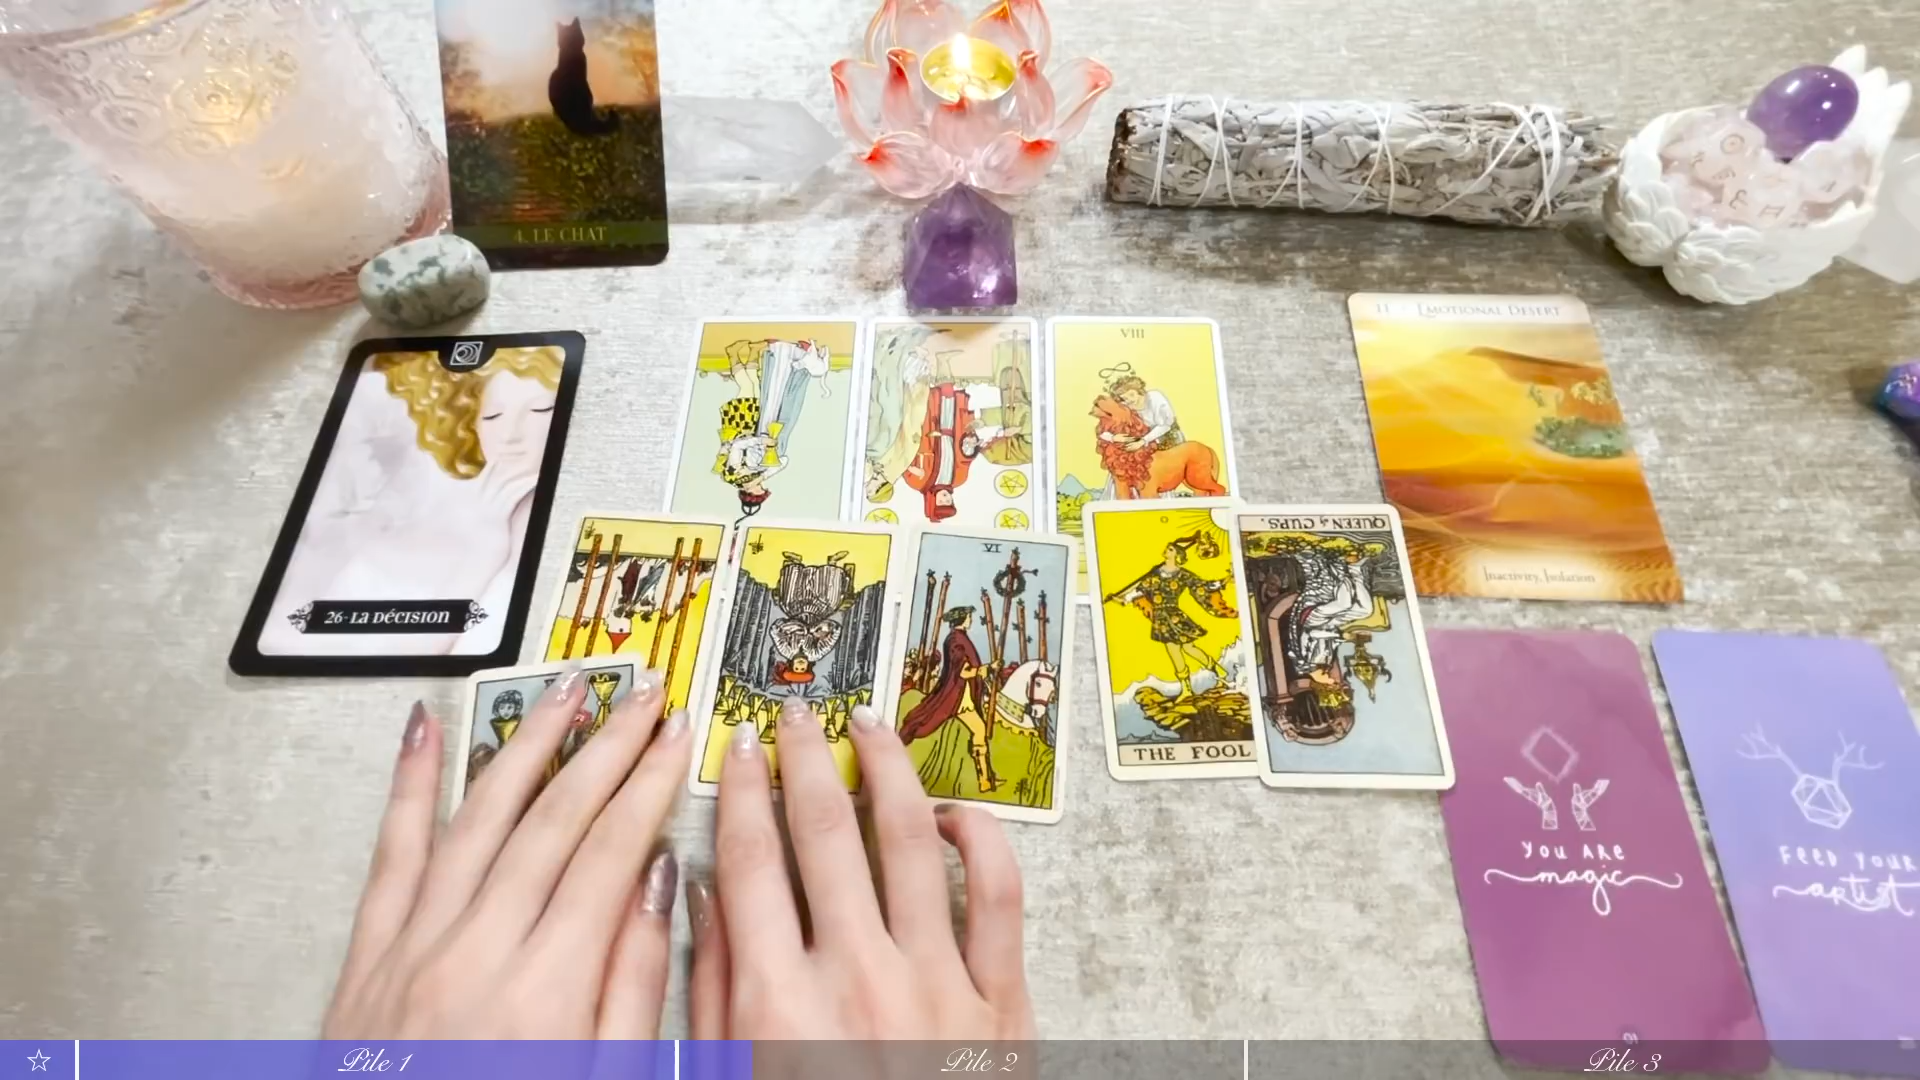 4. LE CHAT
VIII
II - EMOTIONAL DESERT
Inactivity, Isolation
26-LA DÉCISION
QUEEN of CUPS.
VI
THE FOOL
YOU ARE
magic
FEED YOUR
artist
☆ Pile 1 Pile 2 Pile 3